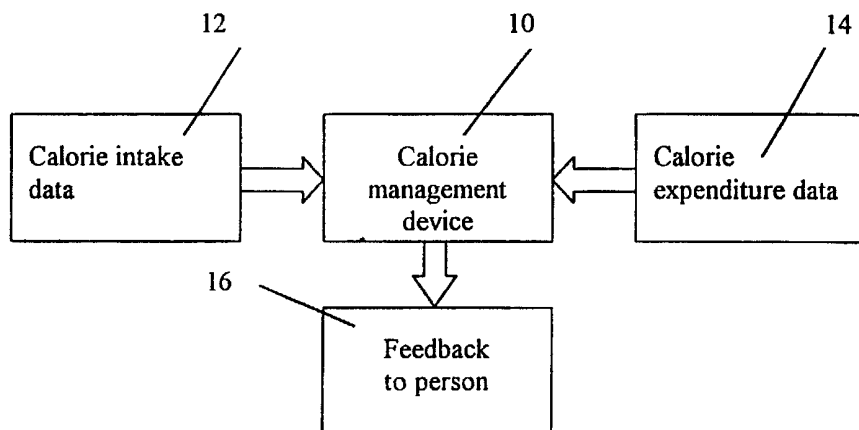 12
10
14
Calorie intake
data
Calorie
management
device
Calorie
expenditure data
16
Feedback
to person